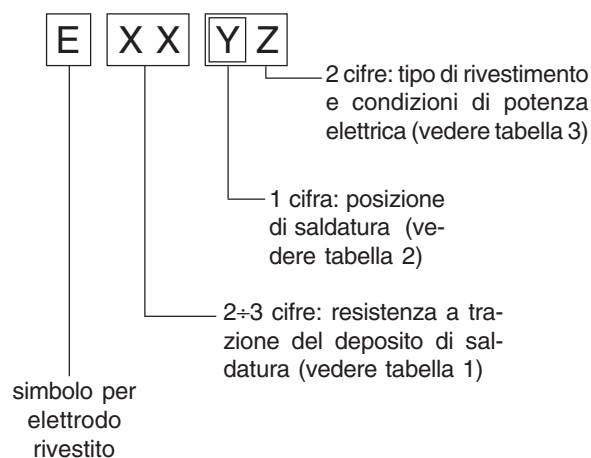 E XX YZ
2 cifre: tipo di rivestimento
e condizioni di potenza
elettrica (vedere tabella 3)
1 cifra: posizione
di saldatura (ve-
dere tabella 2)
2÷3 cifre: resistenza a tra-
zione del deposito di sal-
datura (vedere tabella 1)
simbolo per
elettrodo
rivestito